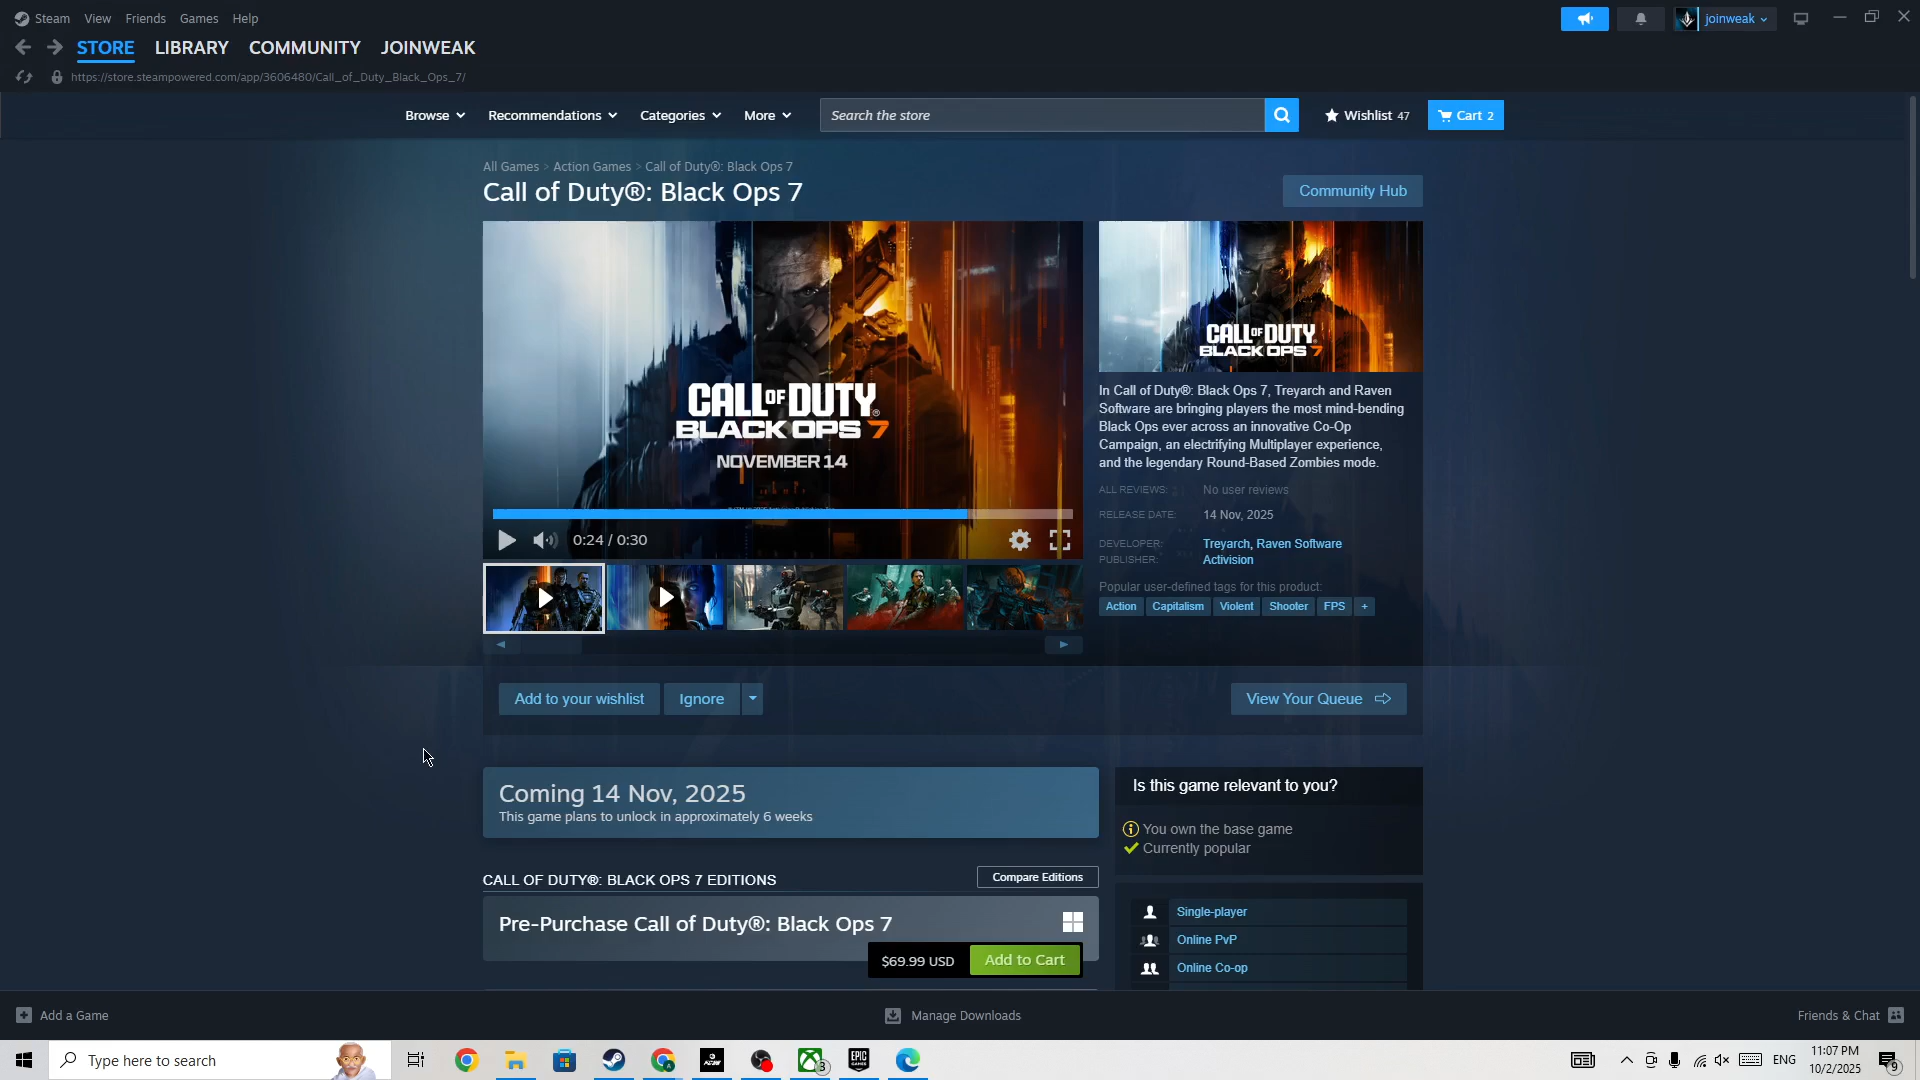 Steam View Friends Games Help
joinweak
STORE LIBRARY COMMUNITY JOINWEAK
https://store.steampowered.com/app/3606480/Call_of_Duty_Black_Ops_7/
Browse Recommendations Categories More Search the store Wishlist 47 Cart 2
All Games > Action Games > Call of Duty®: Black Ops 7
Call of Duty®: Black Ops 7
Community Hub
CALL OF DUTY®
BLACK OPS 7
NOVEMBER 14
0:24 / 0:30
CALL OF DUTY
BLACK OPS 7
In Call of Duty®: Black Ops 7, Treyarch and Raven
Software are bringing players the most mind-bending
Black Ops ever across an innovative Co-Op
Campaign, an electrifying Multiplayer experience,
and the legendary Round-Based Zombies mode.
ALL REVIEWS: No user reviews
RELEASE DATE: 14 Nov, 2025
DEVELOPER: Treyarch, Raven Software
PUBLISHER: Activision
Popular user-defined tags for this product:
Action Capitalism Violent Shooter FPS +
Add to your wishlist Ignore View Your Queue
Coming 14 Nov, 2025
This game plans to unlock in approximately 6 weeks
Is this game relevant to you?
You own the base game
Currently popular
CALL OF DUTY®: BLACK OPS 7 EDITIONS Compare Editions
Pre-Purchase Call of Duty®: Black Ops 7
$69.99 USD Add to Cart
Single-player
Online PvP
Online Co-op
Add a Game Manage Downloads Friends & Chat
Type here to search
3
EPIC GAMES
ENG
11:07 PM
10/2/2025
9